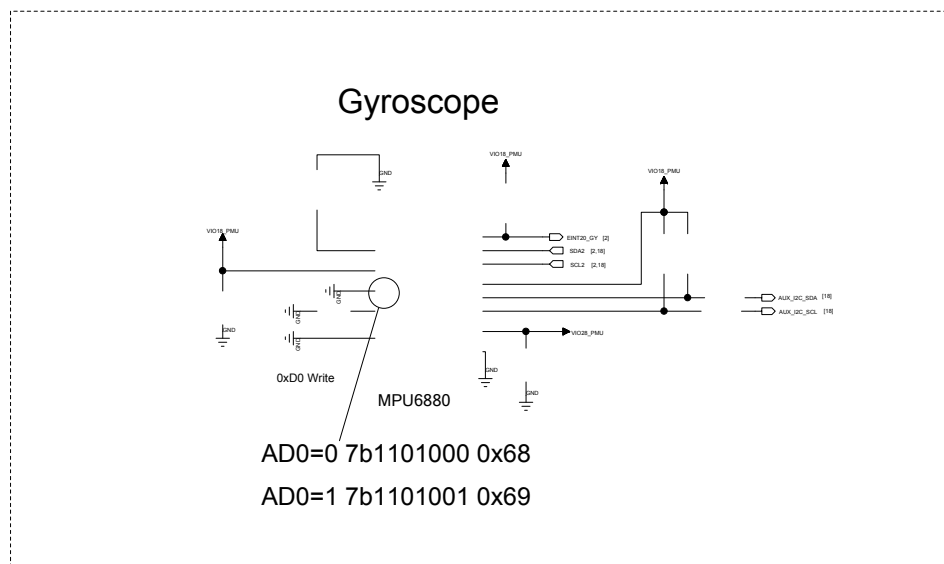 Gyroscope
VIO18_PMU
GND
VIO18_PMU
VIO18_PMU
EINT20_GY [2]
SDA2 [2,18]
SCL2 [2,18]
GND
AUX_I2C_SDA [18]
GND
AUX_I2C_SCL [18]
GND
VIO28_PMU
GND
GND
0xD0 Write
GND
MPU6880
AD0=0 7b1101000 0x68
AD0=1 7b1101001 0x69